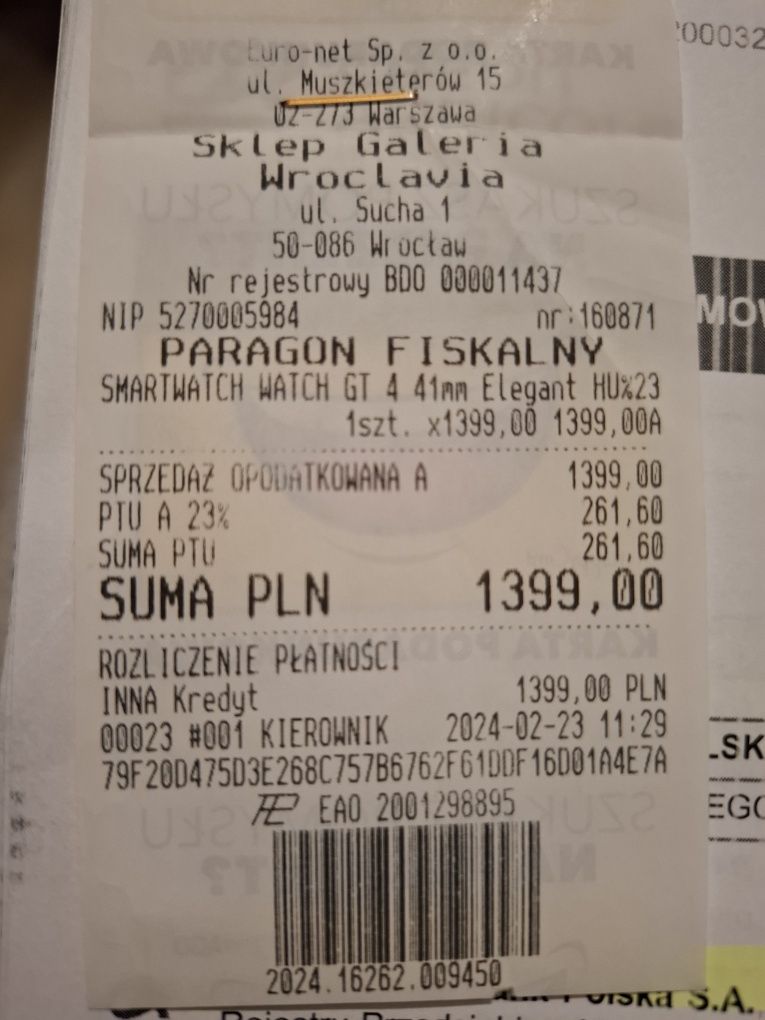 Euro-net Sp. z o.o.
ul. Muszkieterów 15
02-273 Warszawa
Sklep Galeria
Wroclavia
ul. Sucha 1
50-086 Wrocław
Nr rejestrowy BDO 000011437
NIP 5270005984 nr:160871
PARAGON FISKALNY
SMARTWATCH WATCH GT 4 41mm Elegant HU%23
1szt. x1399,00 1399,00A
SPRZEDAŻ OPODATKOWANA A 1399,00
PTU A 23% 261,60
SUMA PTU 261,60
SUMA PLN 1399,00
ROZLICZENIE PŁATNOŚCI
INNA Kredyt 1399,00 PLN
00023 #001 KIEROWNIK 2024-02-23 11:29
79F20D475D3E268C757B6762F61DDF16D01A4E7A
EAO 2001298895
2024.16262.009450